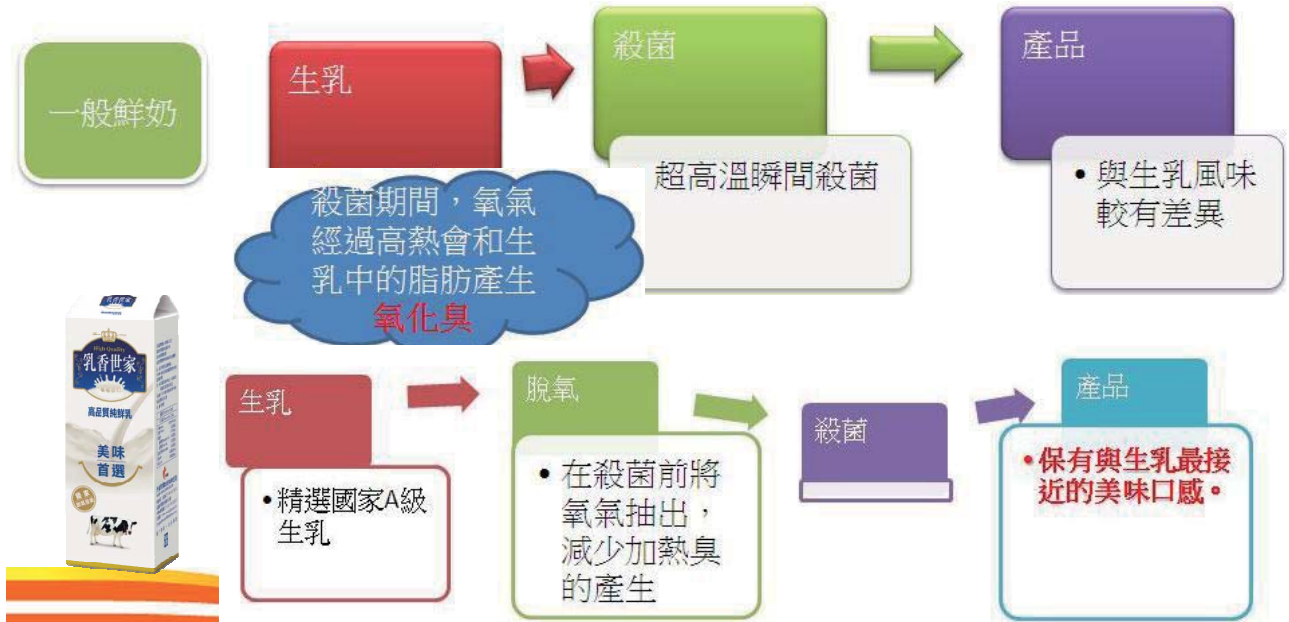 一般鮮奶
生乳
殺菌
產品
超高溫瞬間殺菌
• 與生乳風味
較有差異
殺菌期間，氧氣
經過高熱會和生
乳中的脂肪產生
氧化臭
High Quality
乳香世家
高品質純鮮乳
美味
首選
生乳
脫氧
殺菌
產品
• 精選國家A級
生乳
• 在殺菌前將
氧氣抽出，
減少加熱臭
的產生
• 保有與生乳最接
近的美味口感。